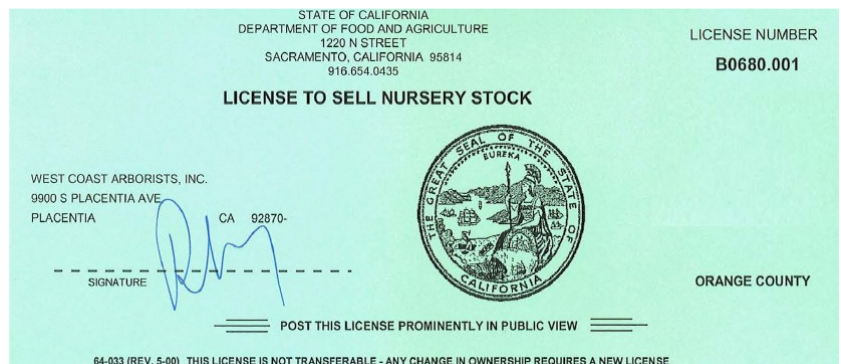 STATE OF CALIFORNIA
DEPARTMENT OF FOOD AND AGRICULTURE
1220 N STREET
SACRAMENTO, CALIFORNIA 95814
916.654.0435
LICENSE NUMBER
B0680.001
LICENSE TO SELL NURSERY STOCK
WEST COAST ARBORISTS, INC.
9900 S PLACENTIA AVE
PLACENTIA CA 92870-
THE GREAT SEAL OF THE STATE OF CALIFORNIA
EUREKA
SIGNATURE
ORANGE COUNTY
POST THIS LICENSE PROMINENTLY IN PUBLIC VIEW
64-033 (REV. 5-00) THIS LICENSE IS NOT TRANSFERABLE - ANY CHANGE IN OWNERSHIP REQUIRES A NEW LICENSE